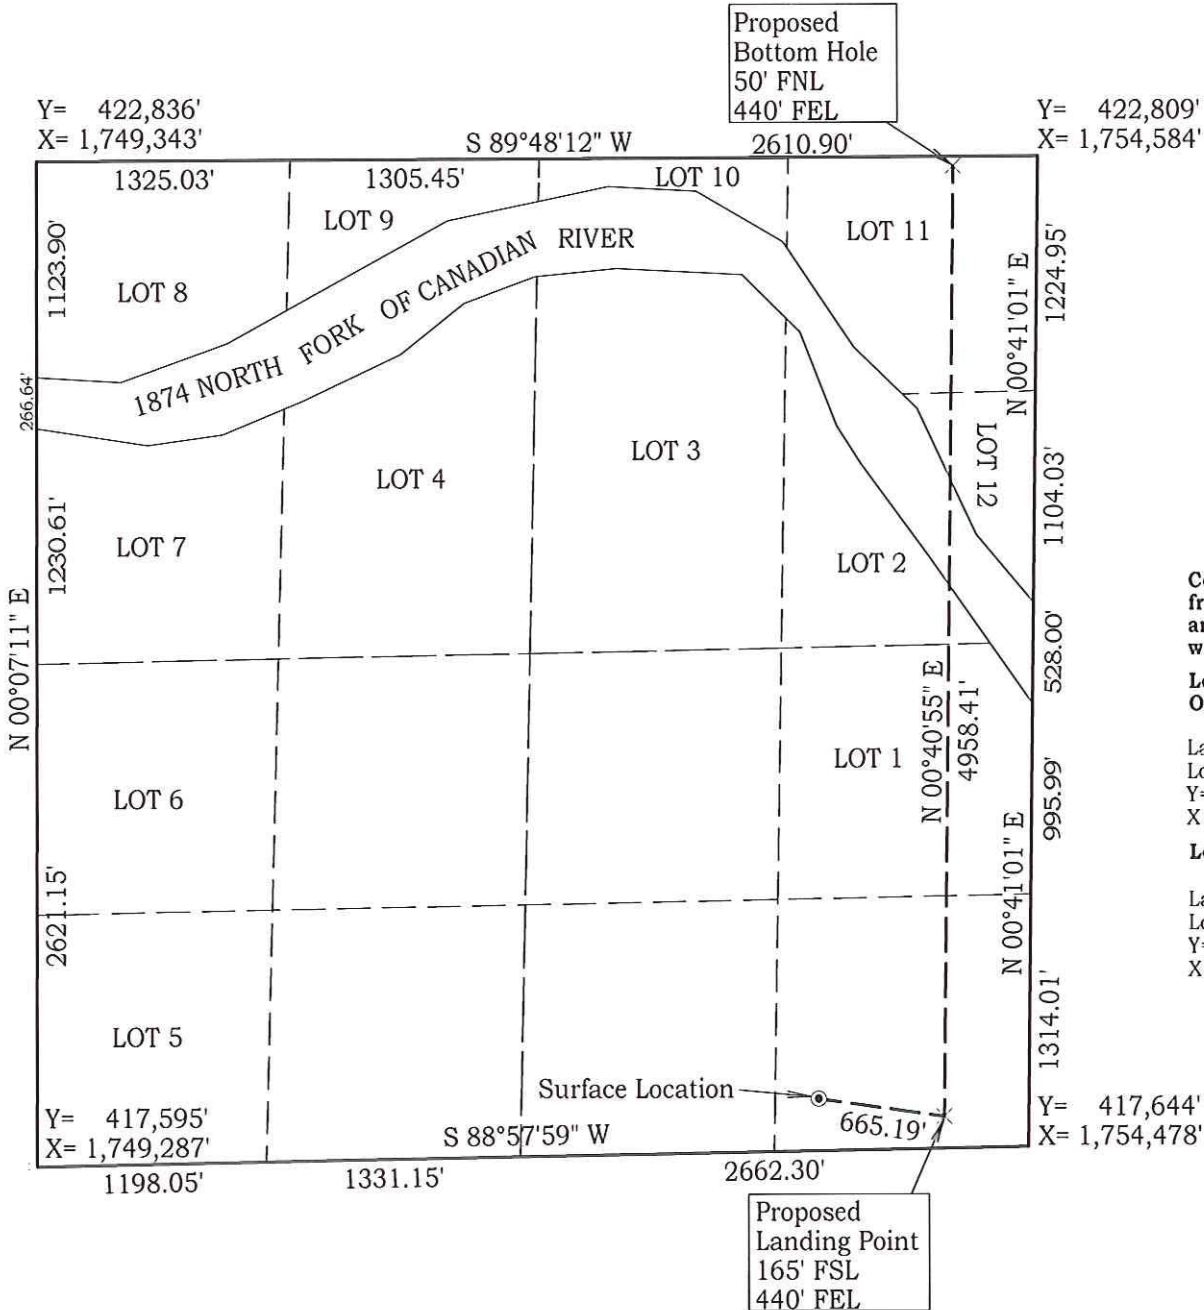 Proposed
Bottom Hole
50' FNL
440' FEL
Y= 422,836'
X= 1,749,343'
S 89°48'12" W
2610.90'
Y= 422,809'
X= 1,754,584'
1325.03'
1305.45'
LOT 10
LOT 9
LOT 11
1123.90'
LOT 8
1874 NORTH FORK OF CANADIAN RIVER
N 00°41'01" E
1224.95'
266.64'
LOT 3
LOT 4
LOT 12
LOT 7
1230.61'
LOT 2
1104.03'
N 00°07'11" E
528.00'
LOT 1
N 00°40'55" E
4958.41'
LOT 6
995.99'
N 00°41'01" E
2621.15'
LOT 5
1314.01'
Surface Location
665.19'
Y= 417,595'
X= 1,749,287'
S 88°57'59" W
Y= 417,644'
X= 1,754,478'
1198.05'
1331.15'
2662.30'
Proposed
Landing Point
165' FSL
440' FEL
fr
w
O
La
Y=
X
La
Y=
X